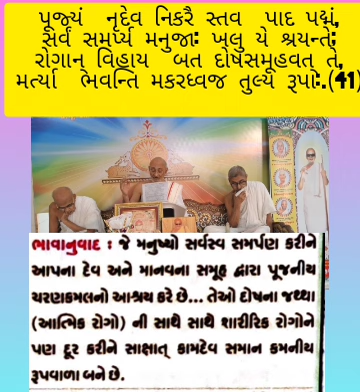 પૂજ્યં નૃદેવ નિકરૈ સ્તવ પાદ પદ્મં,
સર્વં સમર્પ્ય મનુજાઃ ખલુ યે શ્રયન્તે;
રોગાન્ વિહાય બત દોષસમૂહવત્ તે,
મર્ત્યા ભવન્તિ મકરધ્વજ તુલ્ય રૂપાઃ.(41)
ભાવાનુવાદ : જે મનુષ્યો સર્વસ્વ સમર્પણ કરીને
આપના દેવ અને માનવના સમૂહ દ્વારા પૂજનીય
ચરણકમલનો આશ્રય કરે છે... તેઓ દોષના જથ્થા
(આત્મિક રોગો) ની સાથે સાથે શારીરિક રોગોને
પણ દૂર કરીને સાક્ષાત્ કામદેવ સમાન કમનીય
રૂપવાળા બને છે.